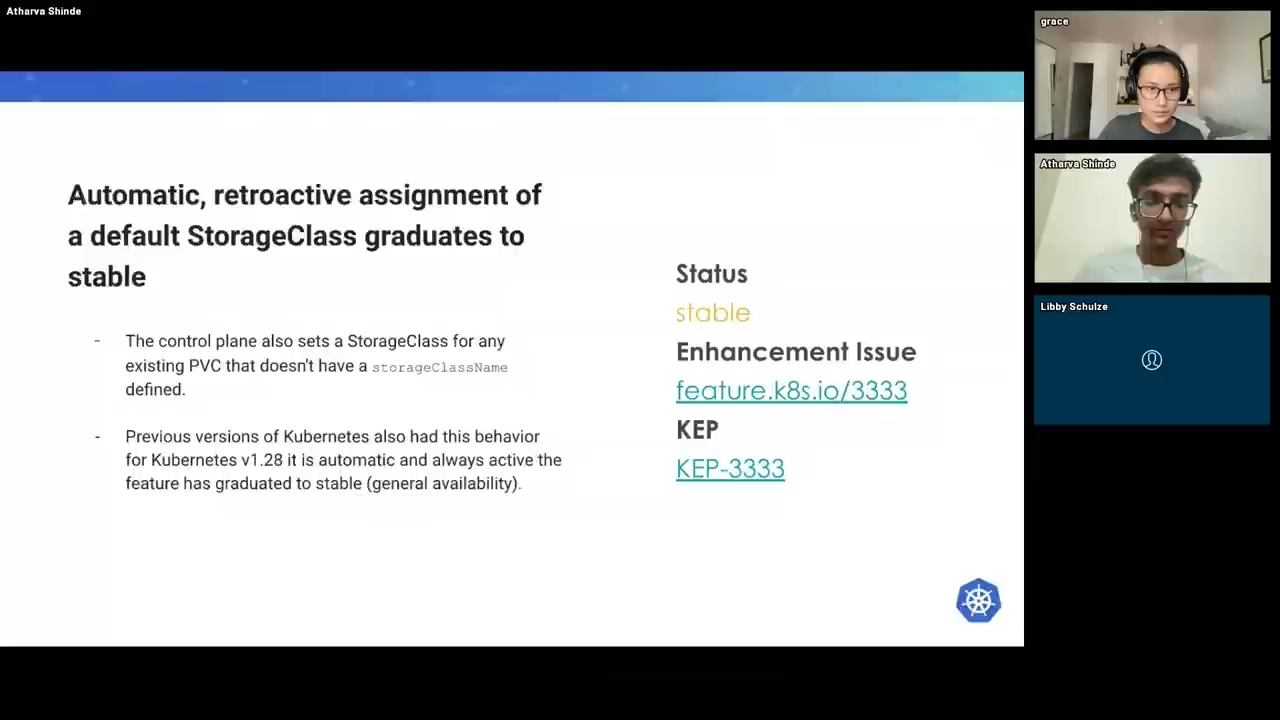 Atharva Shinde
Automatic, retroactive assignment of
a default StorageClass graduates to
stable
- The control plane also sets a StorageClass for any
existing PVC that doesn't have a storageClassName
defined.
- Previous versions of Kubernetes also had this behavior
for Kubernetes v1.28 it is automatic and always active the
feature has graduated to stable (general availability).
Status
stable
Enhancement Issue
feature.k8s.io/3333
KEP
KEP-3333
grace
Atharva Shinde
Libby Schulze